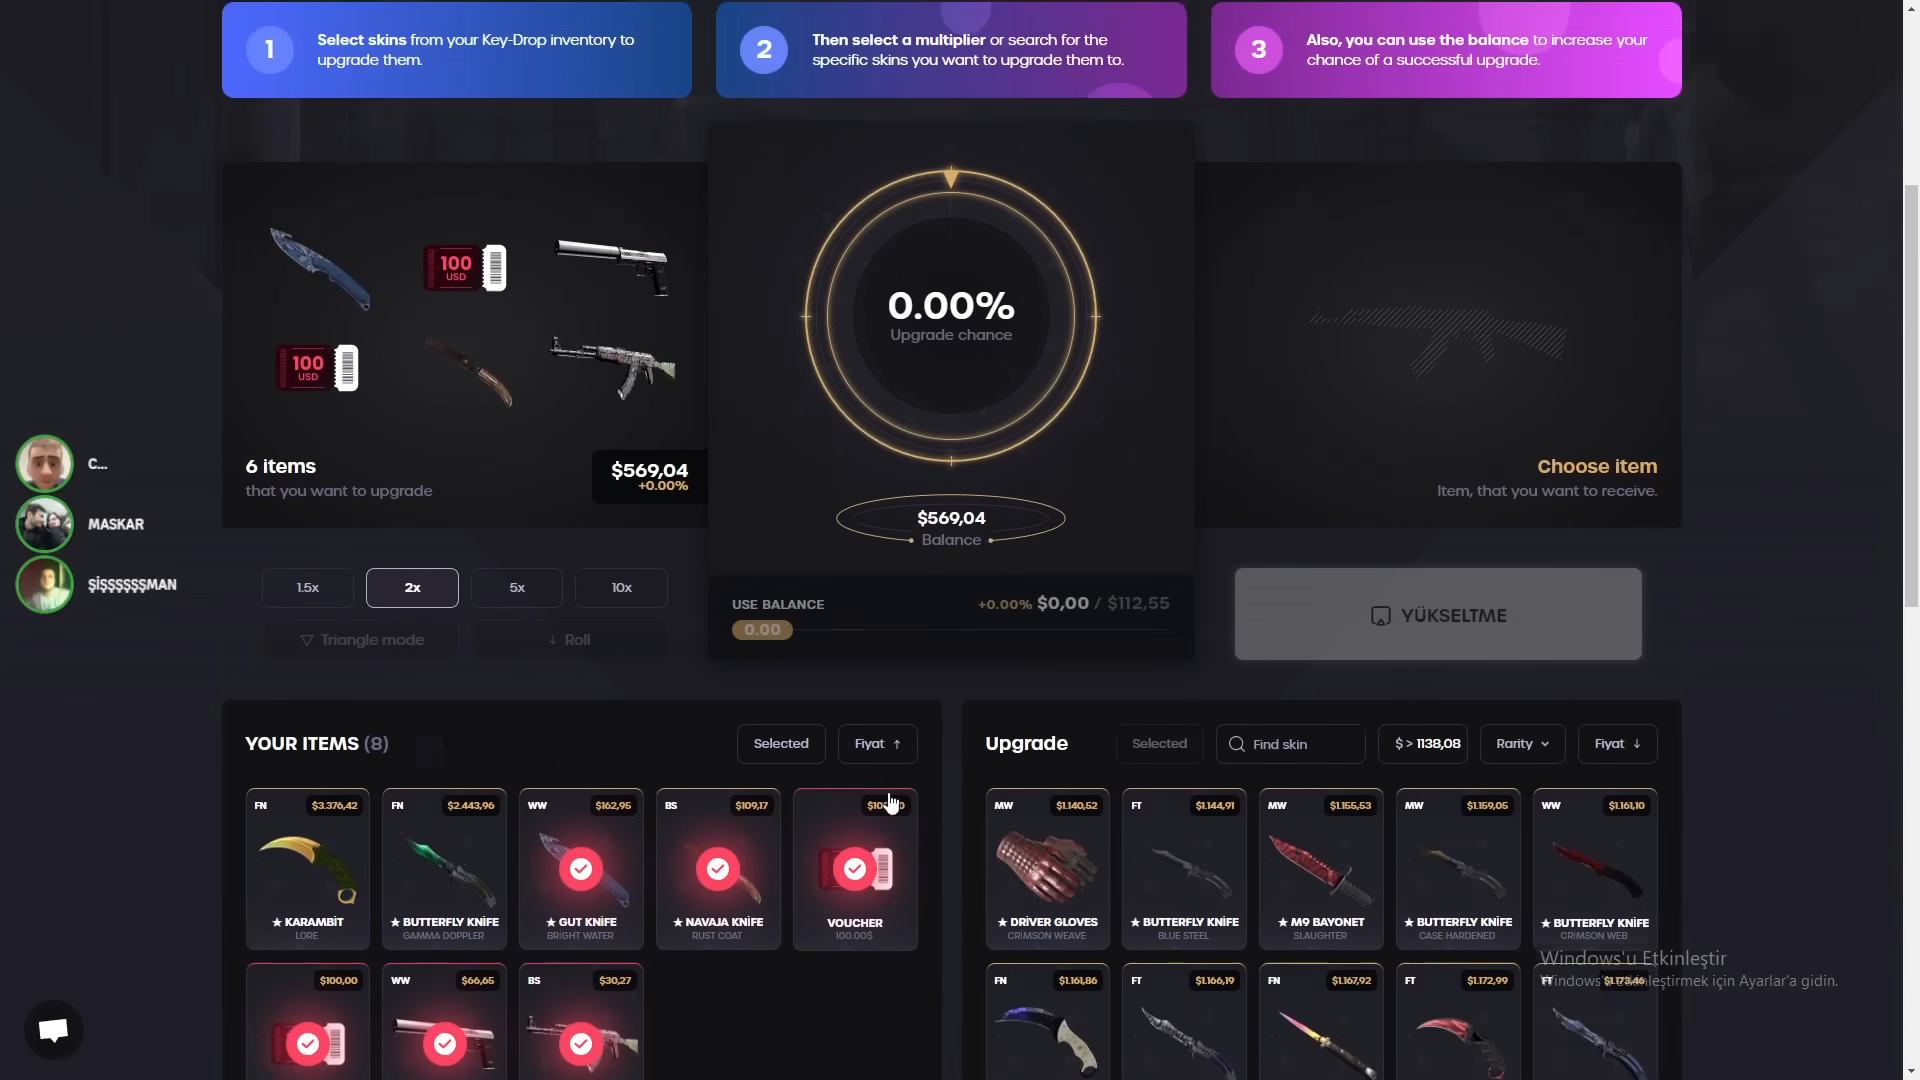 1
Select skins from your Key-Drop inventory to
upgrade them.
2
Then select a multiplier or search for the
specific skins you want to upgrade them to.
3
Also, you can use the balance to increase your
chance of a successful upgrade.
100
USD
100
USD
6 items
that you want to upgrade
$569,04
+0.00%
0.00%
Upgrade chance
$569,04
Balance
Choose item
Item, that you want to receive.
C...
MASKAR
ŞİŞŞŞŞŞMAN
1.5x
2x
5x
10x
Triangle mode
Roll
USE BALANCE
+0.00% $0,00 / $112,55
0.00
YÜKSELTME
YOUR ITEMS (8)
Selected
Fiyat
FN
$3.376,42
★ KARAMBİT
LORE
FN
$2.443,96
★ BUTTERFLY KNİFE
GAMMA DOPPLER
WW
$162,95
★ GUT KNİFE
BRIGHT WATER
BS
$109,17
★ NAVAJA KNİFE
RUST COAT
VOUCHER
100.00$
$100,00
WW
$66,65
BS
$30,27
Upgrade
Selected
Find skin
$ > 1138,08
Rarity
Fiyat
MW
$1.140,52
★ DRİVER GLOVES
CRIMSON WEAVE
FT
$1.144,91
★ BUTTERFLY KNİFE
BLUE STEEL
MW
$1.155,53
★ M9 BAYONET
SLAUGHTER
MW
$1.159,05
★ BUTTERFLY KNİFE
CASE HARDENED
WW
$1.161,10
★ BUTTERFLY KNİFE
CRIMSON WEB
FN
$1.161,86
FT
$1.166,19
FN
$1.167,92
FT
$1.172,99
FT
Windows'u Etkinleştir
Windows'u etkinleştirmek için Ayarlar'a gidin.